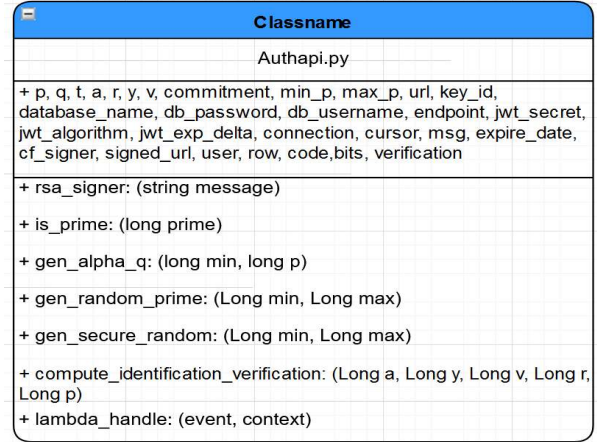 Classname
Authapi.py
+ p, q, t, a, r, y, v, commitment, min_p, max_p, url, key_id,
database_name, db_password, db_username, endpoint, jwt_secret,
jwt_algorithm, jwt_exp_delta, connection, cursor, msg, expire_date,
cf_signer, signed_url, user, row, code,bits, verification
+ rsa_signer: (string message)
+ is_prime: (long prime)
+ gen_alpha_q: (long min, long p)
+ gen_random_prime: (Long min, Long max)
+ gen_secure_random: (Long min, Long max)
+ compute_identification_verification: (Long a, Long y, Long v, Long r,
Long p)
+ lambda_handle: (event, context)